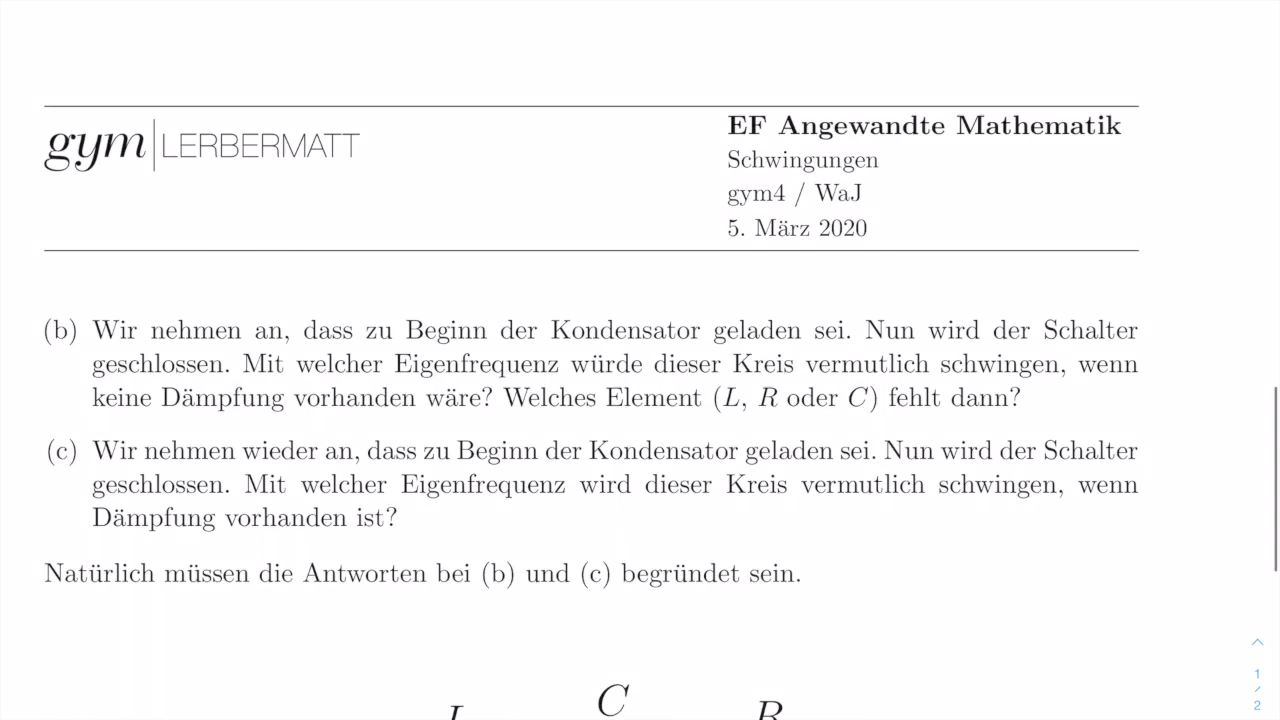 gym|LERBERMATT
EF Angewandte Mathematik
Schwingungen
gym4 / WaJ
5. März 2020
(b) Wir nehmen an, dass zu Beginn der Kondensator geladen sei. Nun wird der Schalter
geschlossen. Mit welcher Eigenfrequenz würde dieser Kreis vermutlich schwingen, wenn
keine Dämpfung vorhanden wäre? Welches Element (L, R oder C) fehlt dann?
(c) Wir nehmen wieder an, dass zu Beginn der Kondensator geladen sei. Nun wird der Schalter
geschlossen. Mit welcher Eigenfrequenz wird dieser Kreis vermutlich schwingen, wenn
Dämpfung vorhanden ist?
Natürlich müssen die Antworten bei (b) und (c) begründet sein.
L C R
1
/
2